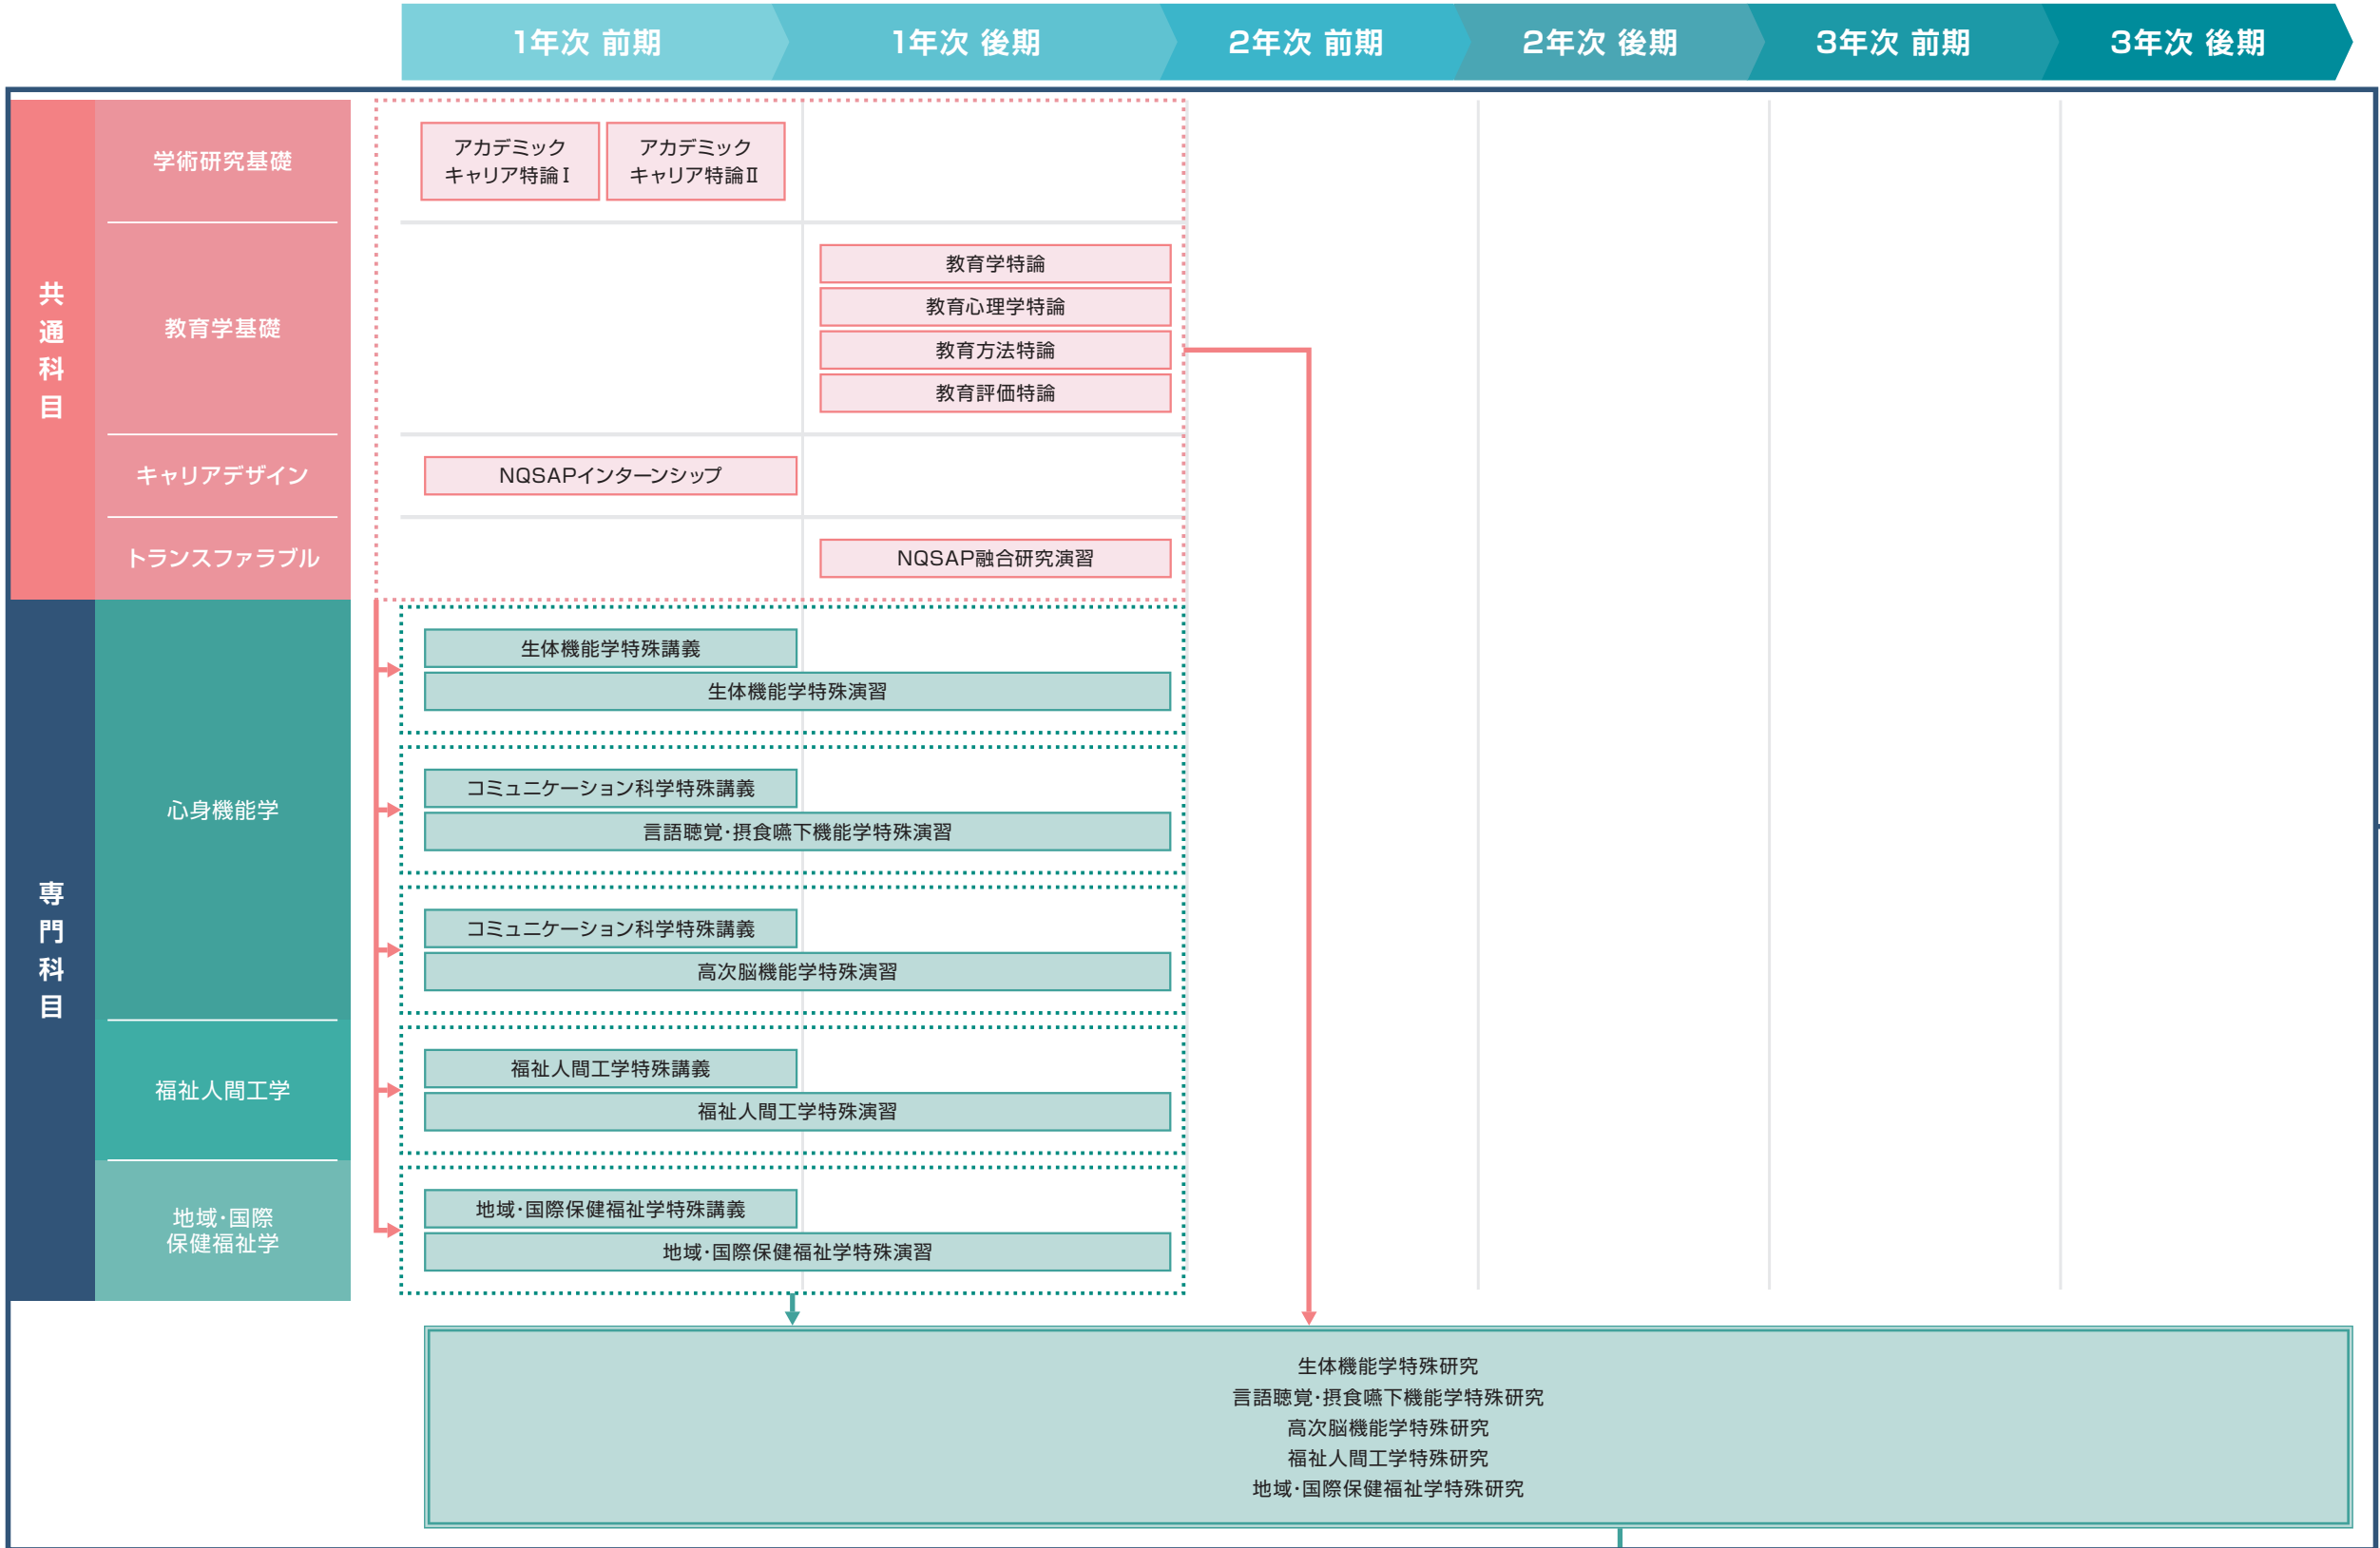 1年次 前期
1年次 後期
2年次 前期
2年次 後期
3年次 前期
3年次 後期
共通科目
学術研究基礎
アカデミック
キャリア特論Ⅰ
アカデミック
キャリア特論Ⅱ
教育学基礎
教育学特論
教育心理学特論
教育方法特論
教育評価特論
キャリアデザイン
NQSAPインターンシップ
トランスファラブル
NQSAP融合研究演習
専門科目
心身機能学
生体機能学特殊講義
生体機能学特殊演習
コミュニケーション科学特殊講義
言語聴覚・摂食嚥下機能学特殊演習
コミュニケーション科学特殊講義
高次脳機能学特殊演習
福祉人間工学
福祉人間工学特殊講義
福祉人間工学特殊演習
地域・国際
保健福祉学
地域・国際保健福祉学特殊講義
地域・国際保健福祉学特殊演習
生体機能学特殊研究
言語聴覚・摂食嚥下機能学特殊研究
高次脳機能学特殊研究
福祉人間工学特殊研究
地域・国際保健福祉学特殊研究